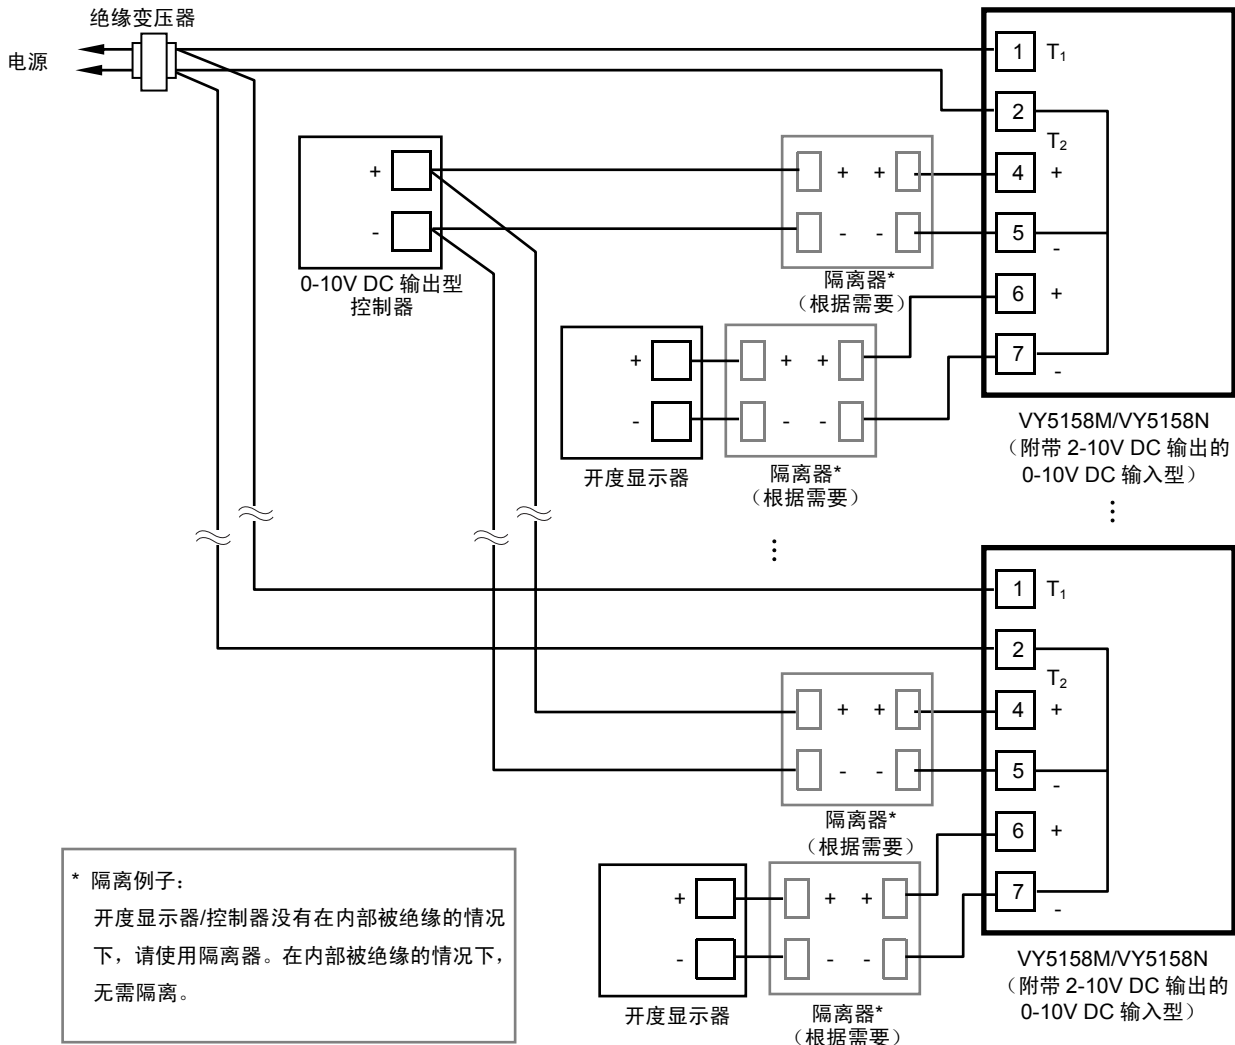 绝缘变压器
电源
1 T1
2
T2
4 +
5 -
6 +
7 -
+
-
0-10V DC 输出型
控制器
+ +
- -
隔离器*
（根据需要）
+
-
开度显示器
+ +
- -
隔离器*
（根据需要）
VY5158M/VY5158N
（附带 2-10V DC 输出的
0-10V DC 输入型）
⋮
⋮
1 T1
2
T2
4 +
5 -
6 +
7 -
+ +
- -
隔离器*
（根据需要）
+
-
开度显示器
+ +
- -
隔离器*
（根据需要）
VY5158M/VY5158N
（附带 2-10V DC 输出的
0-10V DC 输入型）
* 隔离例子：
开度显示器/控制器没有在内部被绝缘的情况
下，请使用隔离器。在内部被绝缘的情况下，
无需隔离。